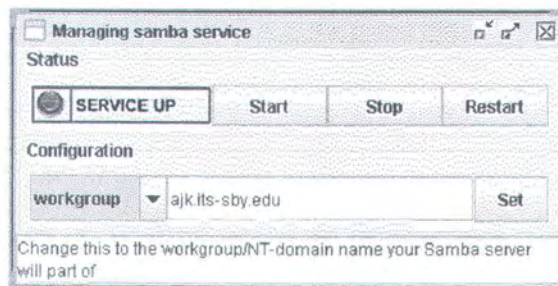 Managing samba service
Status
SERVICE UP Start Stop Restart
Configuration
workgroup ajk.its-sby.edu Set
Change this to the workgroup/NT-domain name your Samba server
will part of